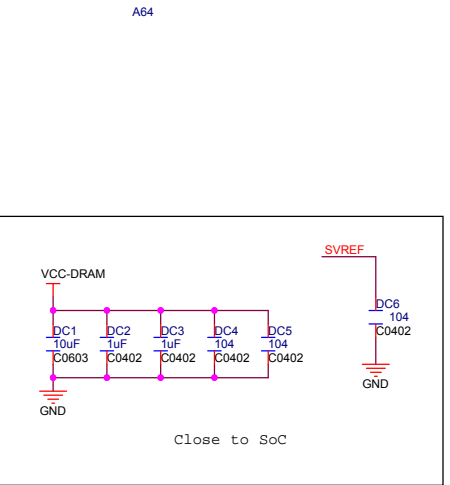 A64
SVREF
VCC-DRAM
DC1 DC2 DC3 DC4 DC5
10uF 1uF 1uF 104 104
C0603 C0402 C0402 C0402 C0402
DC6
104
C0402
GND
GND
Close to SoC